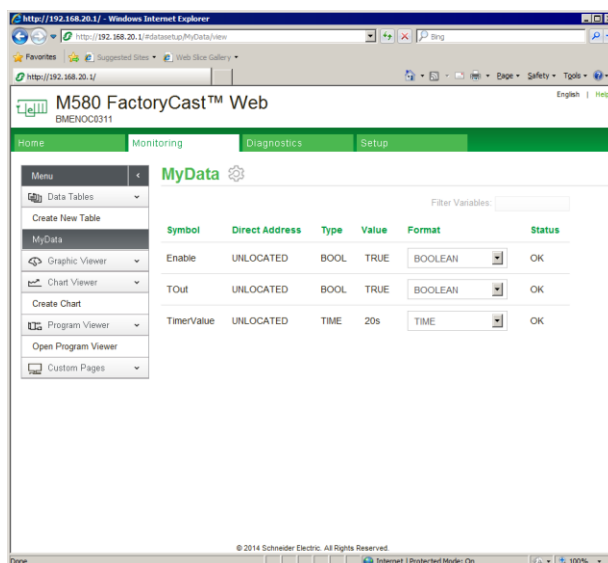 http://192.168.20.1/ - Windows Internet Explorer
http://192.168.20.1/#datasetup/MyData/view
Bing
Favorites Suggested Sites Web Slice Gallery
http://192.168.20.1/
Page Safety Tools
M580 FactoryCast™ Web
BMENOC0311
English | Help
Home Monitoring Diagnostics Setup
Menu
Data Tables
Create New Table
MyData
Graphic Viewer
Chart Viewer
Create Chart
Program Viewer
Open Program Viewer
Custom Pages
MyData
Filter Variables:
Symbol Direct Address Type Value Format Status
Enable UNLOCATED BOOL TRUE BOOLEAN OK
TOut UNLOCATED BOOL TRUE BOOLEAN OK
TimerValue UNLOCATED TIME 20s TIME OK
© 2014 Schneider Electric. All Rights Reserved.
Done Internet | Protected Mode: On 100%